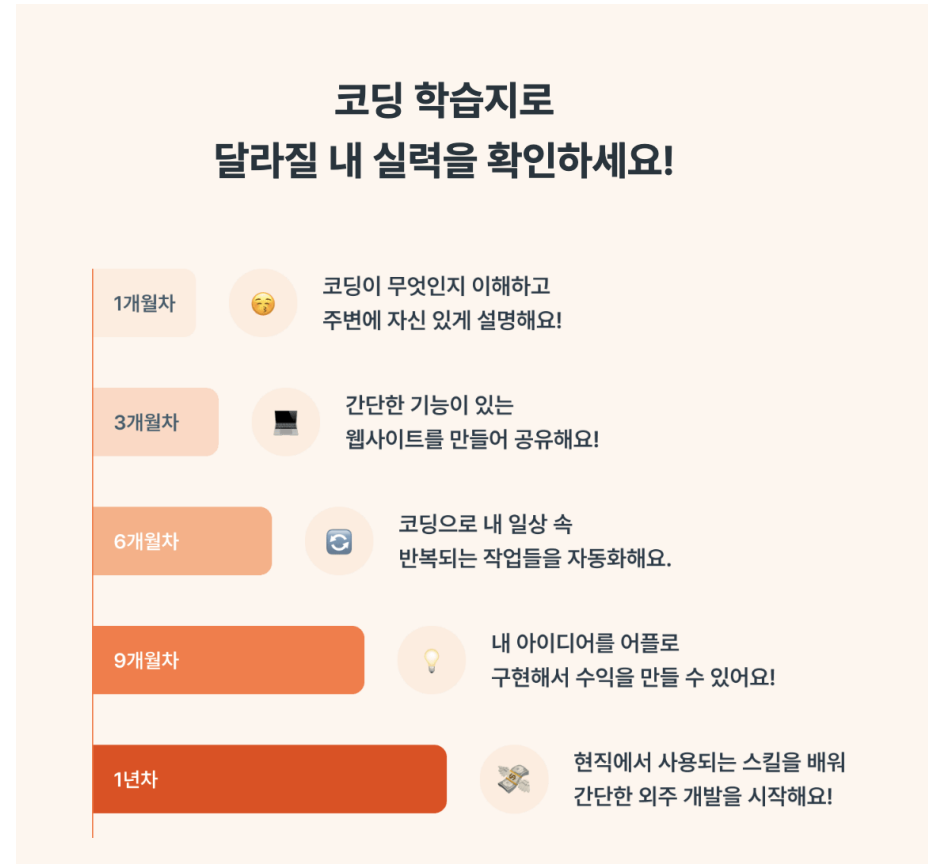 코딩 학습지로
달라질 내 실력을 확인하세요!
1개월차
코딩이 무엇인지 이해하고
주변에 자신 있게 설명해요!
3개월차
간단한 기능이 있는
웹사이트를 만들어 공유해요!
6개월차
코딩으로 내 일상 속
반복되는 작업들을 자동화해요.
9개월차
내 아이디어를 어플로
구현해서 수익을 만들 수 있어요!
1년차
현직에서 사용되는 스킬을 배워
간단한 외주 개발을 시작해요!